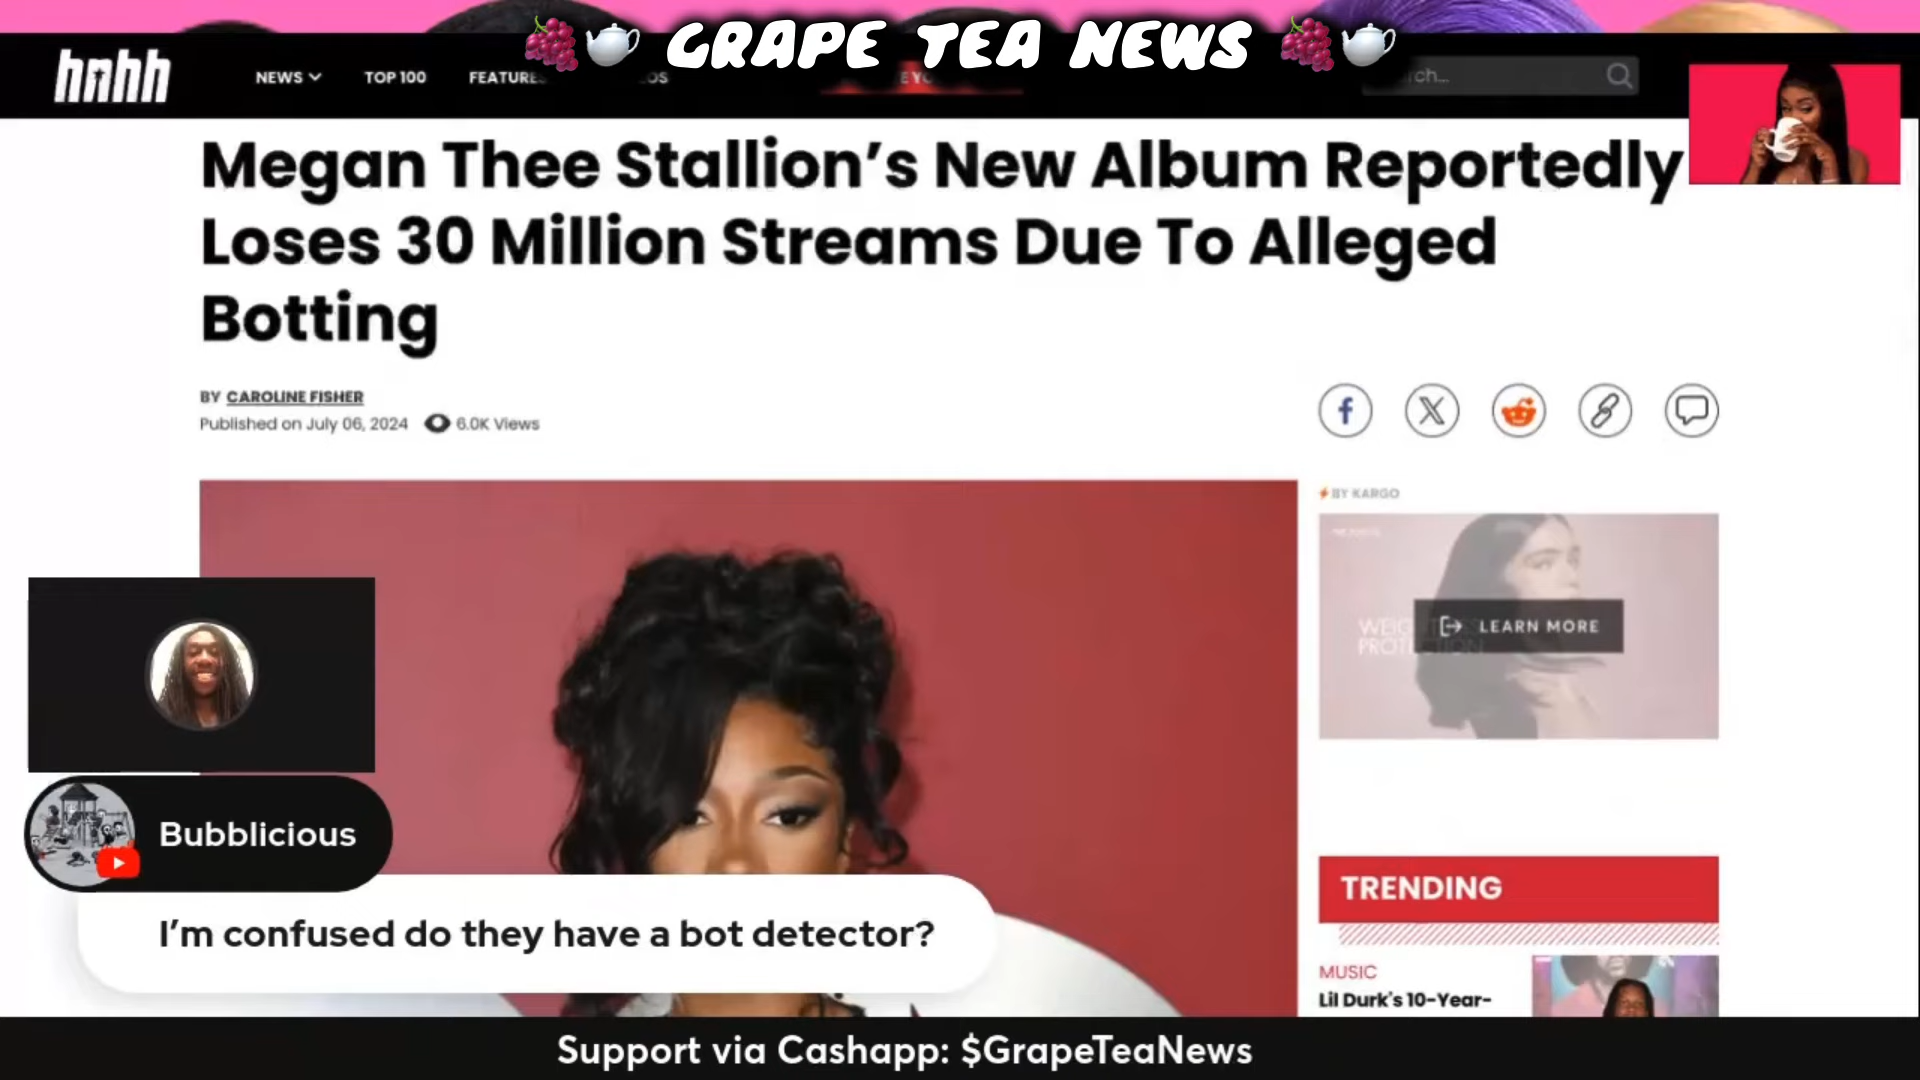 GRAPE TEA NEWS
hnhh
NEWS
TOP 100
Megan Thee Stallion’s New Album Reportedly
Loses 30 Million Streams Due To Alleged
Botting
BY CAROLINE FISHER
Published on July 06, 2024
6.0K Views
BY KARGO
LEARN MORE
Bubblicious
I’m confused do they have a bot detector?
TRENDING
MUSIC
Lil Durk's 10-Year-
Support via Cashapp: $GrapeTeaNews